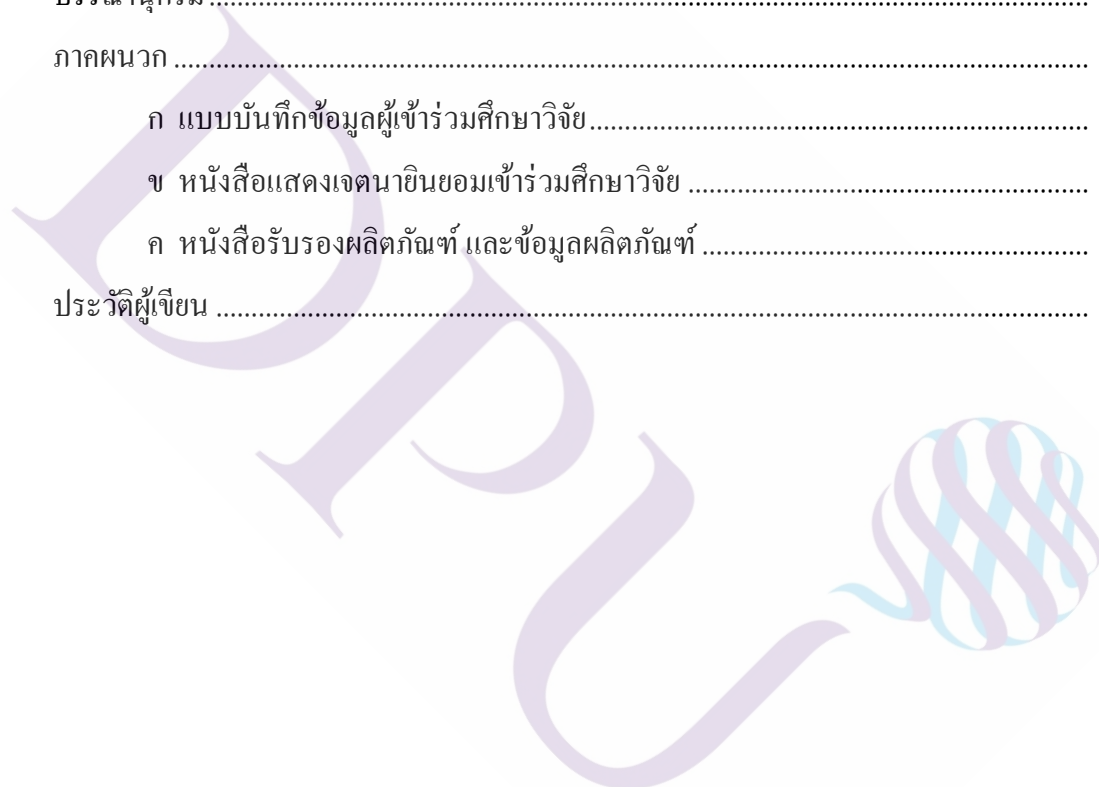 ภาคผนวก ........................................................................................................................
ก แบบบันทึกข้อมูลผู้เข้าร่วมศึกษาวิจัย........................................................................
ข หนังสือแสดงเจตนายินยอมเข้าร่วมศึกษาวิจัย .........................................................
ค หนังสือรับรองผลิตภัณฑ์ และข้อมูลผลิตภัณฑ์ .......................................................
ประวัติผู้เขียน ..................................................................................................................
DPU